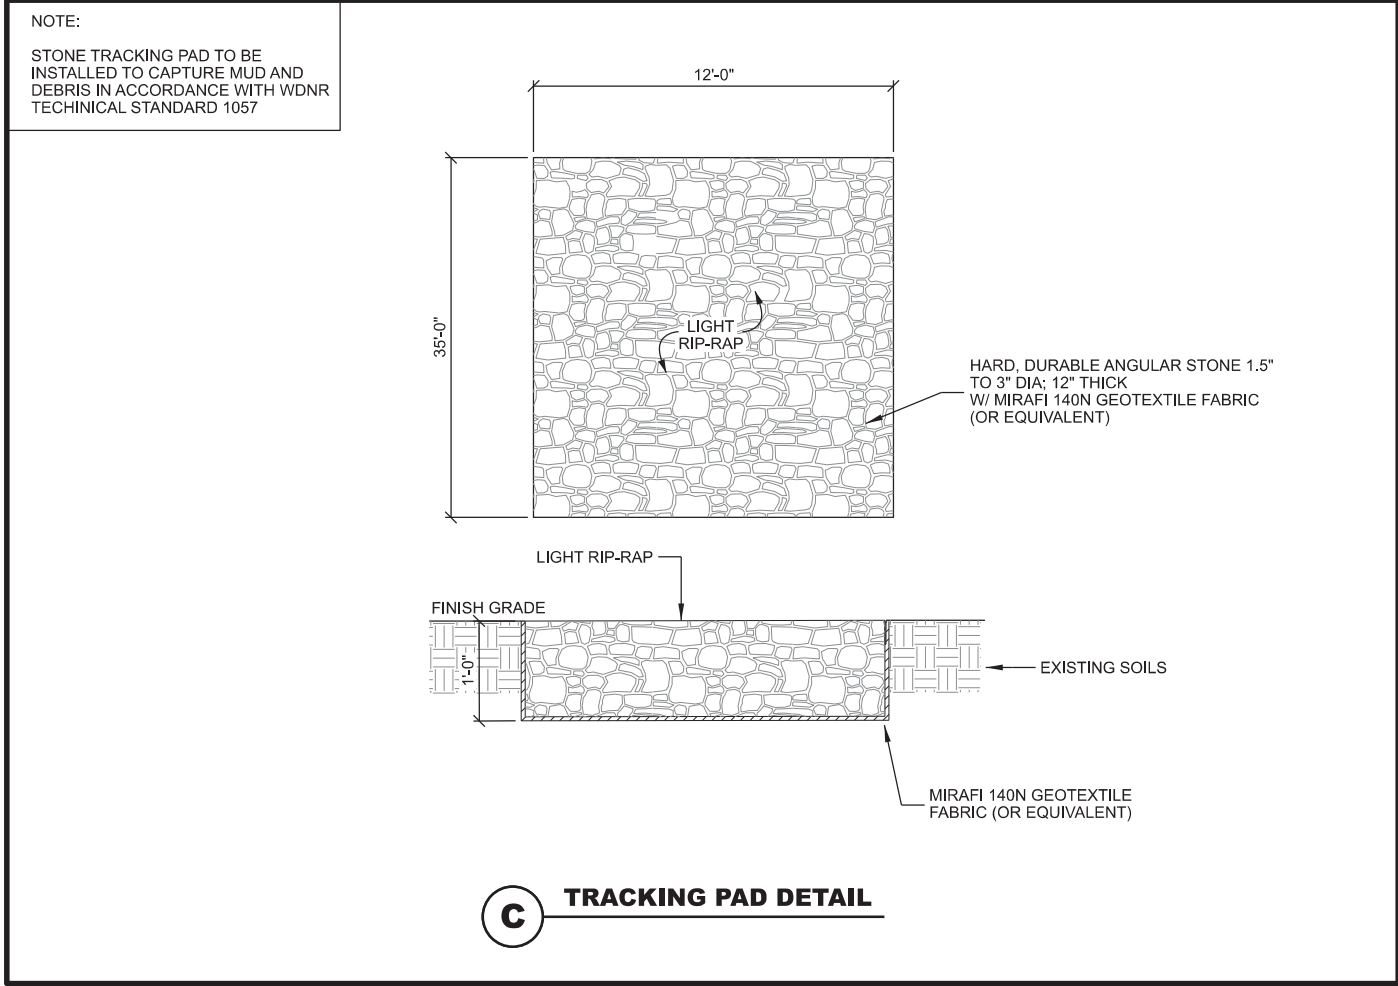 NOTE:
STONE TRACKING PAD TO BE
INSTALLED TO CAPTURE MUD AND
DEBRIS IN ACCORDANCE WITH WDNR
TECHINICAL STANDARD 1057
12'-0"
35'-0"
LIGHT
RIP-RAP
HARD, DURABLE ANGULAR STONE 1.5"
TO 3" DIA; 12" THICK
W/ MIRAFI 140N GEOTEXTILE FABRIC
(OR EQUIVALENT)
LIGHT RIP-RAP
FINISH GRADE
1'-0"
EXISTING SOILS
MIRAFI 140N GEOTEXTILE
FABRIC (OR EQUIVALENT)
C
TRACKING PAD DETAIL